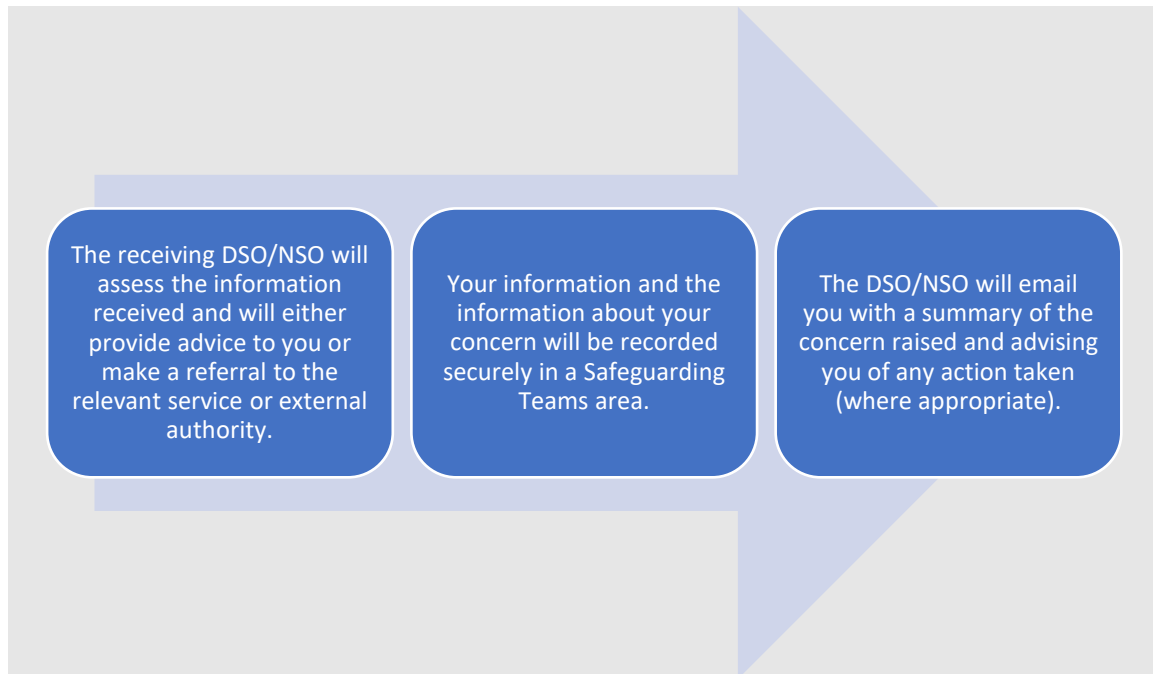 The receiving DSO/NSO will
assess the information
received and will either
provide advice to you or
make a referral to the
relevant service or external
authority.
Your information and the
information about your
concern will be recorded
securely in a Safeguarding
Teams area.
The DSO/NSO will email
you with a summary of the
concern raised and advising
you of any action taken
(where appropriate).